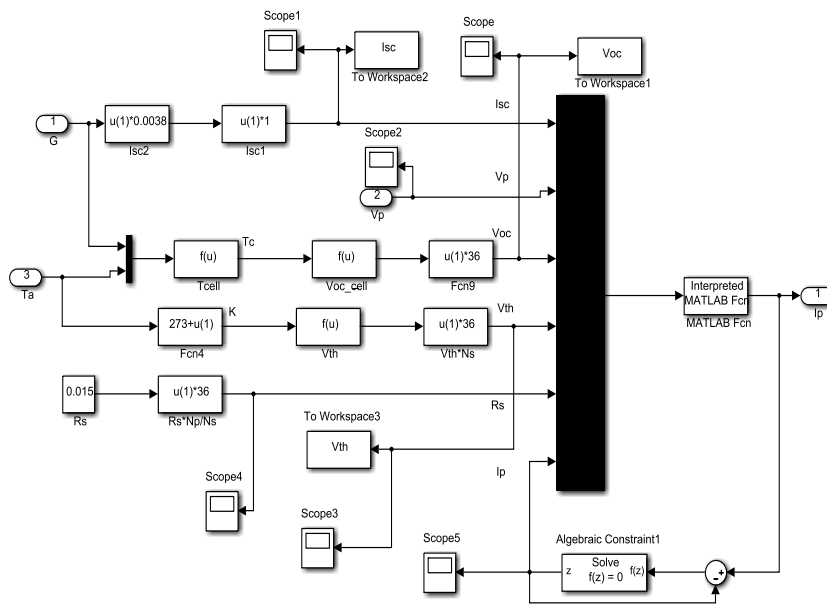 Scope1
Isc
To Workspace2
Scope
Voc
To Workspace1
1
G
u(1)*0.0038
Isc2
u(1)*1
Isc1
Isc
Scope2
2
Vp
Vp
Voc
3
Ta
f(u)
Tcell
Tc
f(u)
Voc_cell
u(1)*36
Fcn9
273+u(1)
Fcn4
K
f(u)
Vth
u(1)*36
Vth*Ns
Vth
Interpreted
MATLAB Fcn
MATLAB Fcn
1
Ip
0.015
Rs
u(1)*36
Rs*Np/Ns
Rs
To Workspace3
Vth
Ip
Scope4
Scope3
Scope5
Algebraic Constraint1
z
Solve
f(z) = 0
f(z)
-
+
-